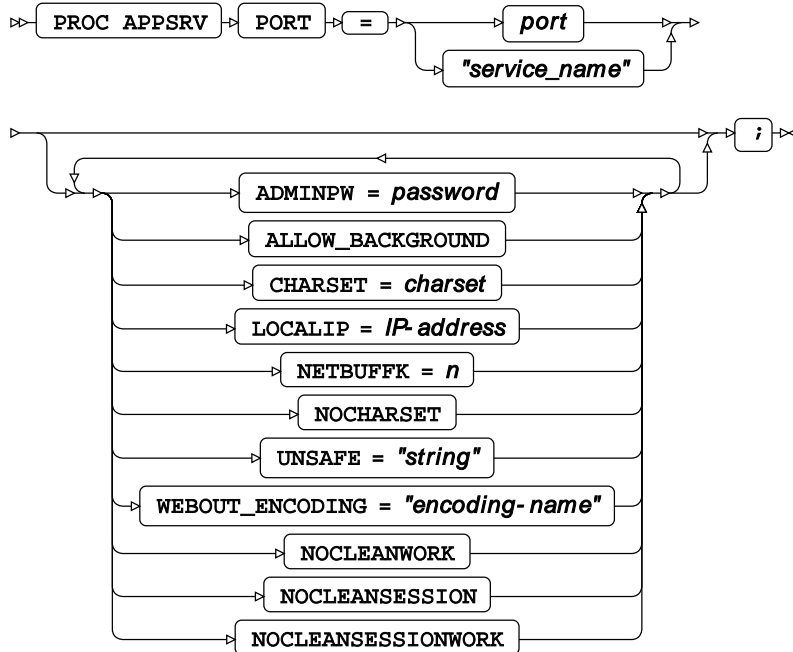 PROC APPSRV PORT = port
"service_name"
;
ADMINPW = password
ALLOW_BACKGROUND
CHARSET = charset
LOCALIP = IP-address
NETBUFFK = n
NOCHARSET
UNSAFE = "string"
WEBOUT_ENCODING = "encoding-name"
NOCLEANWORK
NOCLEANSESSION
NOCLEANSESSIONWORK